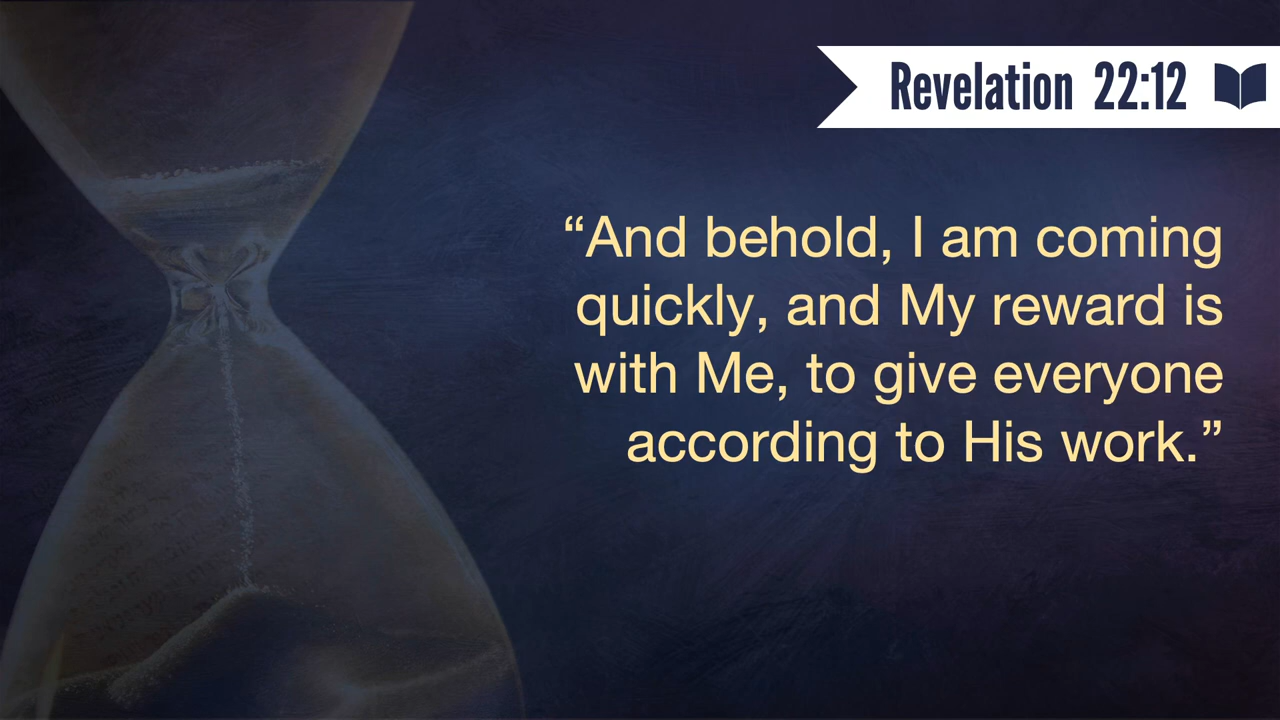 Revelation 22:12
“And behold, I am coming
quickly, and My reward is
with Me, to give everyone
according to His work.”